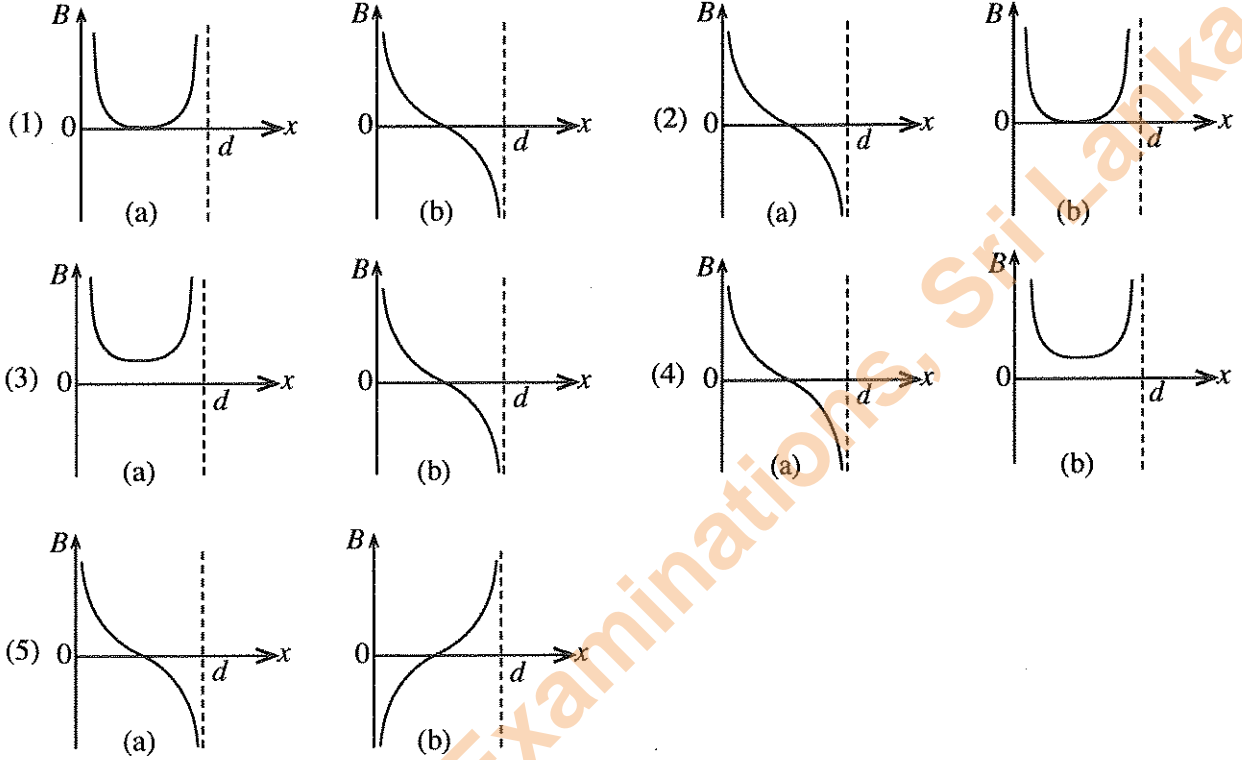 B B B B
(1) 0 x 0 x (2) 0 x 0 x
d d d d
(a) (b) (a) (b)
B B B B
(3) 0 x 0 x (4) 0 x 0 x
d d d d
(a) (b) (a) (b)
B B
(5) 0 x 0 x
d d
(a) (b)
Examinations, Sri Lanka